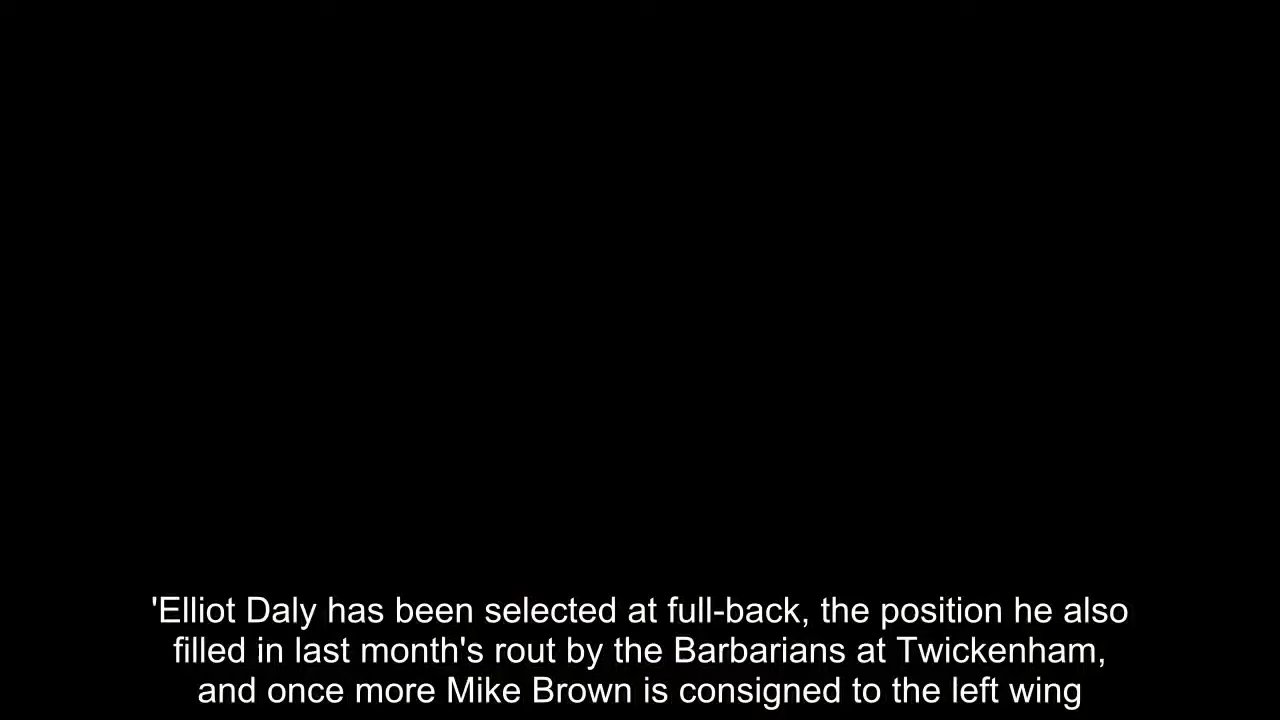 'Elliot Daly has been selected at full-back, the position he also
filled in last month's rout by the Barbarians at Twickenham,
and once more Mike Brown is consigned to the left wing